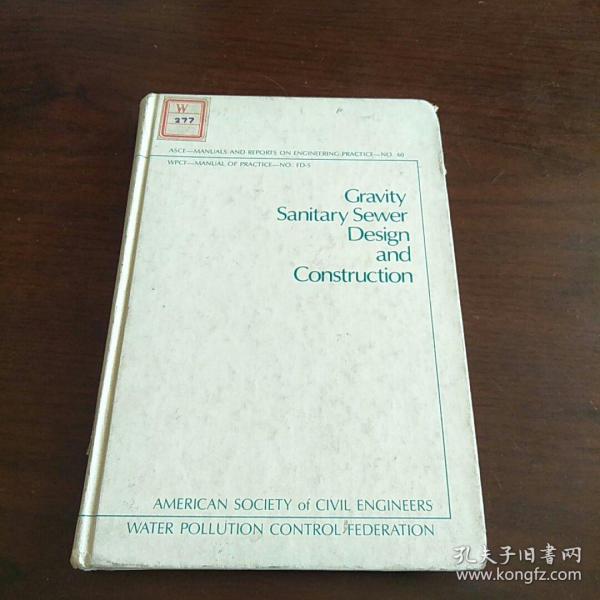 W
277
ASCE—MANUALS AND REPORTS ON ENGINEERING PRACTICE—NO. 60
WPCF—MANUAL OF PRACTICE—NO. FD-5
Gravity
Sanitary Sewer
Design
and
Construction
AMERICAN SOCIETY of CIVIL ENGINEERS
WATER POLLUTION CONTROL FEDERATION
孔夫子旧书网
www.kongfz.com